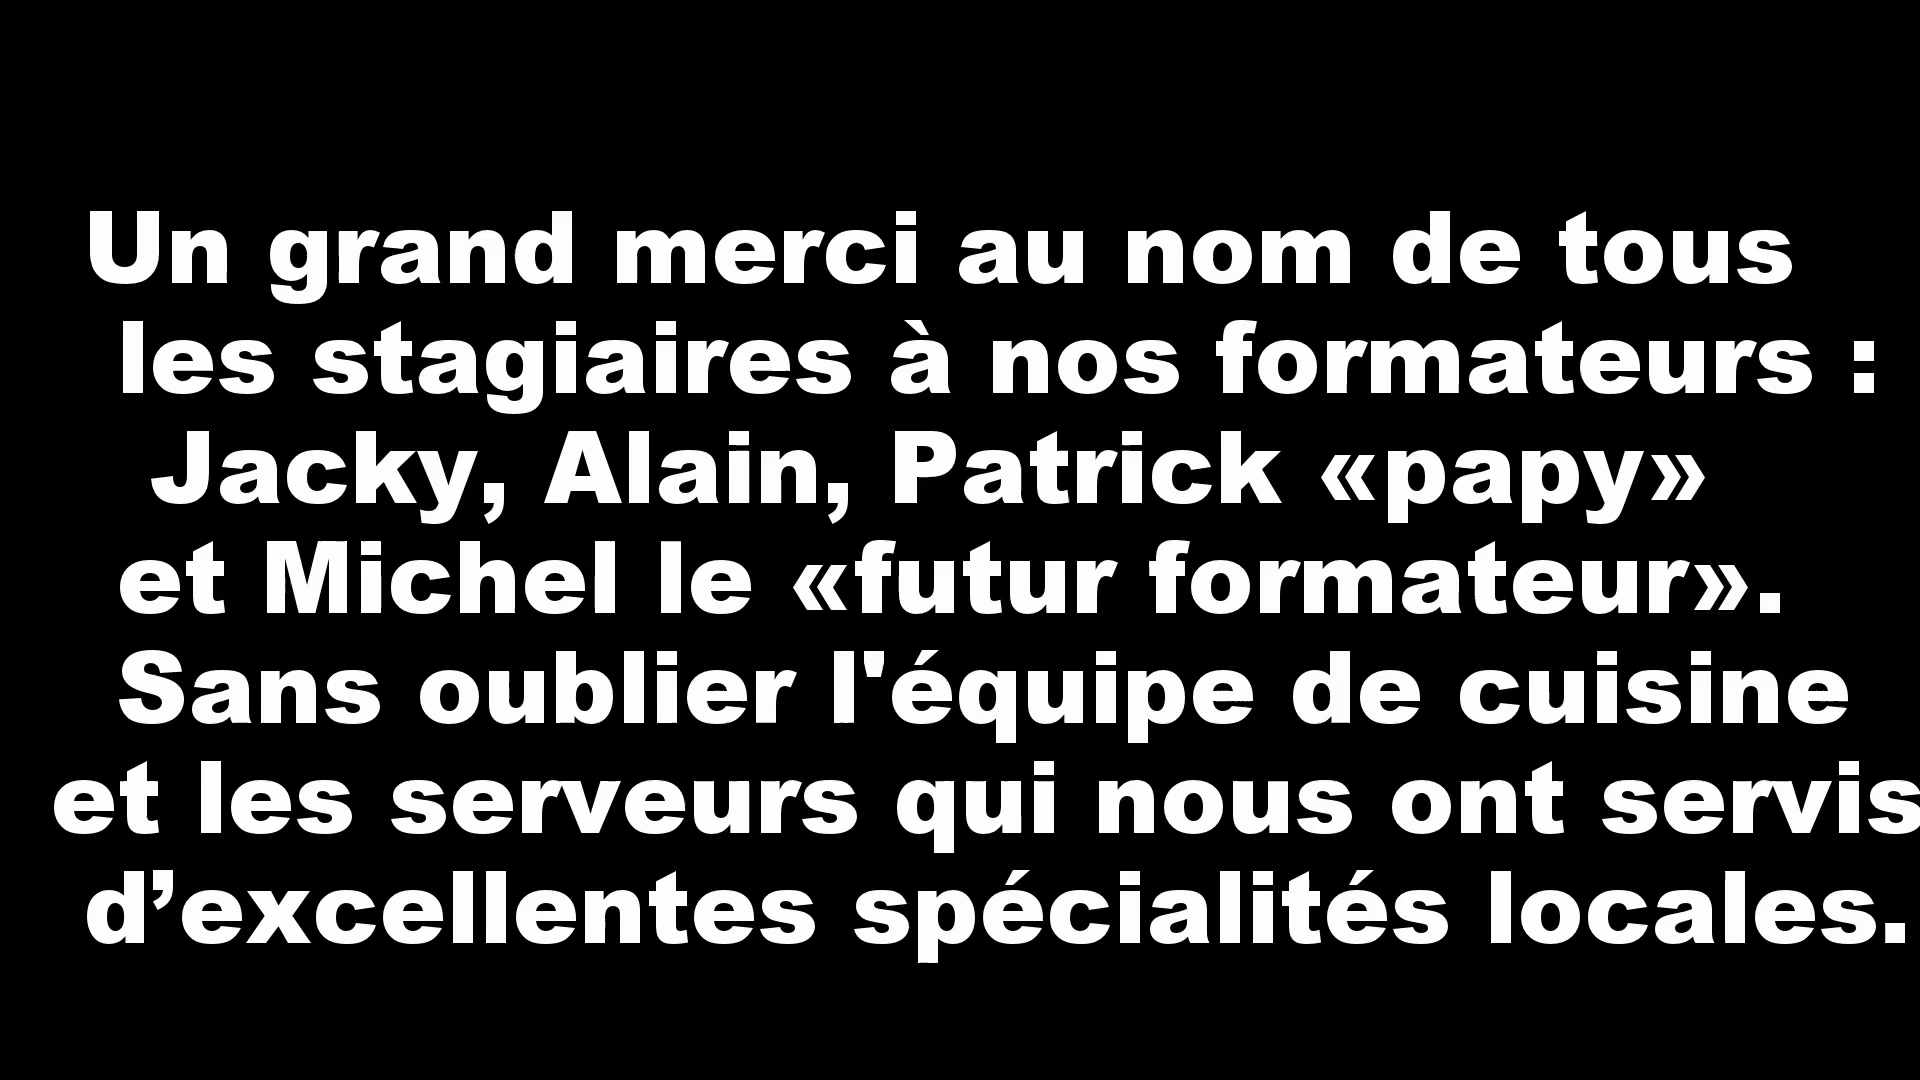 Un grand merci au nom de tous
les stagiaires à nos formateurs :
Jacky, Alain, Patrick «papy»
et Michel le «futur formateur».
Sans oublier l'équipe de cuisine
et les serveurs qui nous ont servis
d’excellentes spécialités locales.